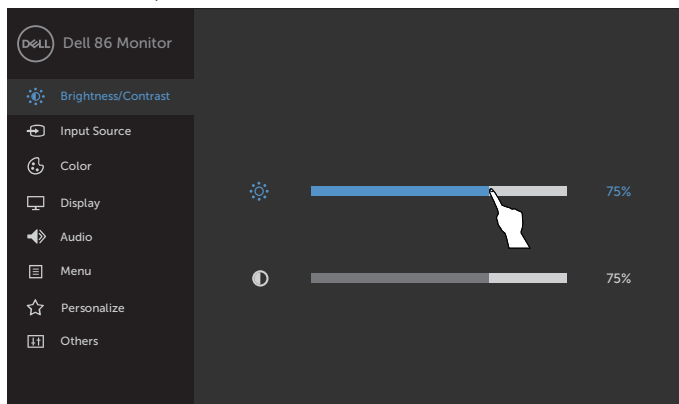 DELL Dell 86 Monitor
Brightness/Contrast
Input Source
Color
75%
Display
Audio
Menu
75%
Personalize
Others